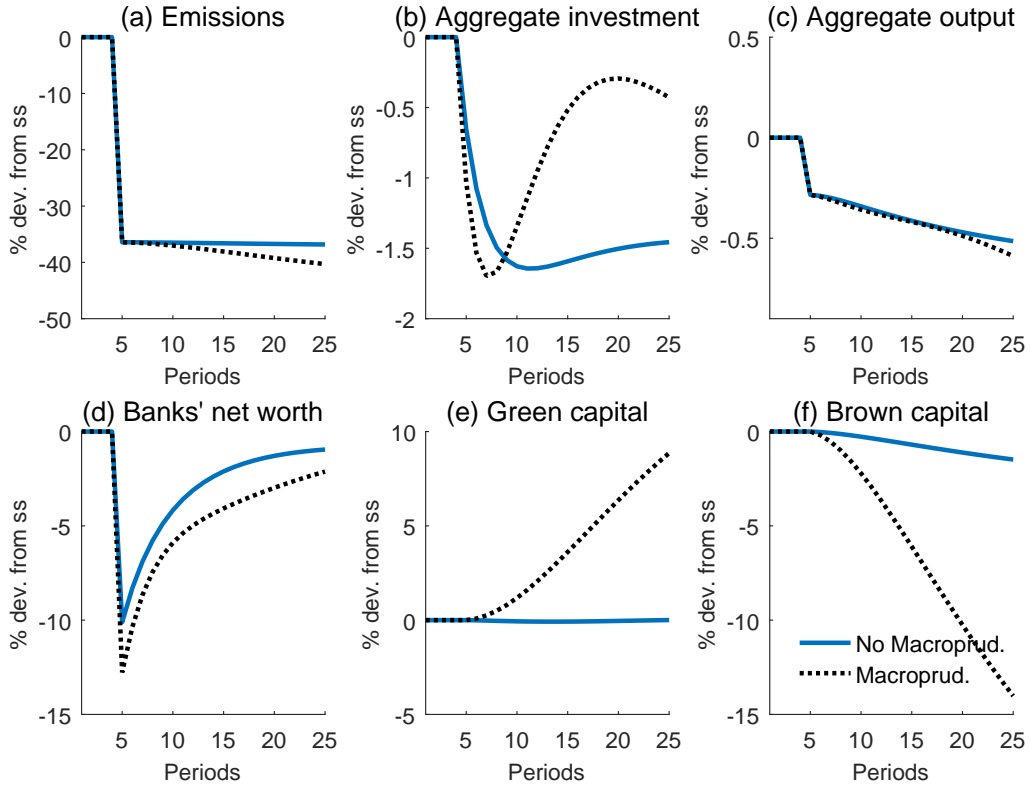 (a) Emissions
% dev. from ss
0
-10
-20
-30
-40
-50
5 10 15 20 25
Periods
(b) Aggregate investment
% dev. from ss
0
-0.5
-1
-1.5
-2
5 10 15 20 25
Periods
(c) Aggregate output
% dev. from ss
0.5
0
-0.5
5 10 15 20 25
Periods
(d) Banks' net worth
% dev. from ss
0
-5
-10
-15
5 10 15 20 25
Periods
(e) Green capital
% dev. from ss
10
5
0
-5
5 10 15 20 25
Periods
(f) Brown capital
% dev. from ss
0
-5
-10
-15
5 10 15 20 25
Periods
No Macroprud.
Macroprud.